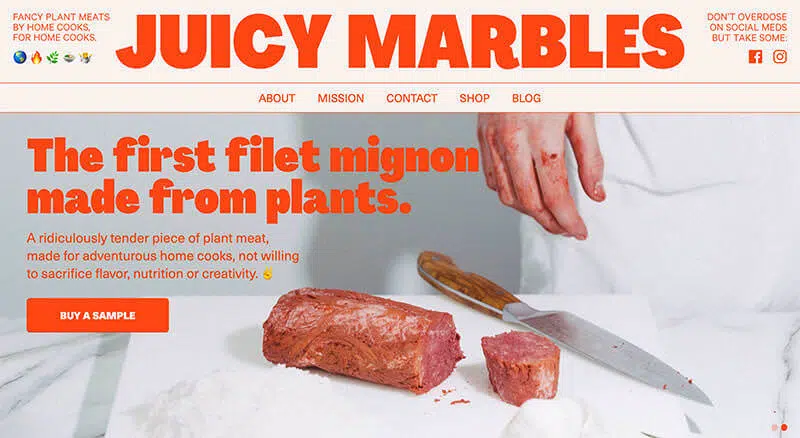 FANCY PLANT MEATS
BY HOME COOKS,
FOR HOME COOKS.
JUICY MARBLES
DON'T OVERDOSE
ON SOCIAL MEDS
BUT TAKE SOME:
ABOUT MISSION CONTACT SHOP BLOG
The first filet mignon
made from plants.
A ridiculously tender piece of plant meat,
made for adventurous home cooks, not willing
to sacrifice flavor, nutrition or creativity.
BUY A SAMPLE